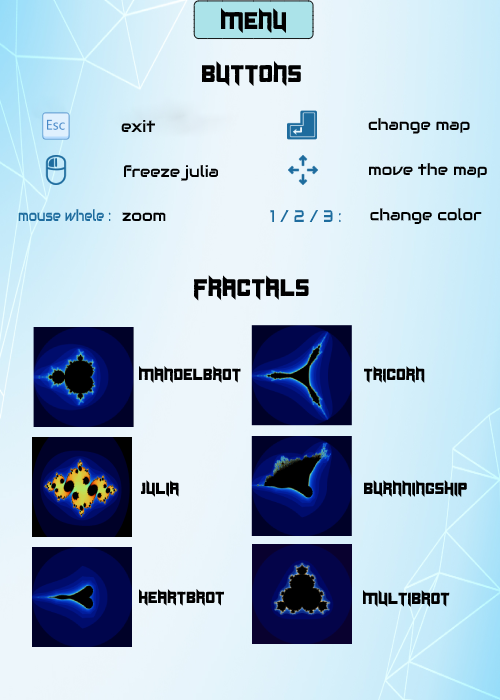 MENU
BUTTONS
Esc exit
change map
freeze julia
move the map
mouse whele : zoom
1 / 2 / 3 : change color
FRACTALS
MANDELBROT
TRICORN
JULIA
BURNNINGSHIP
HEARTBROT
MULTIBROT